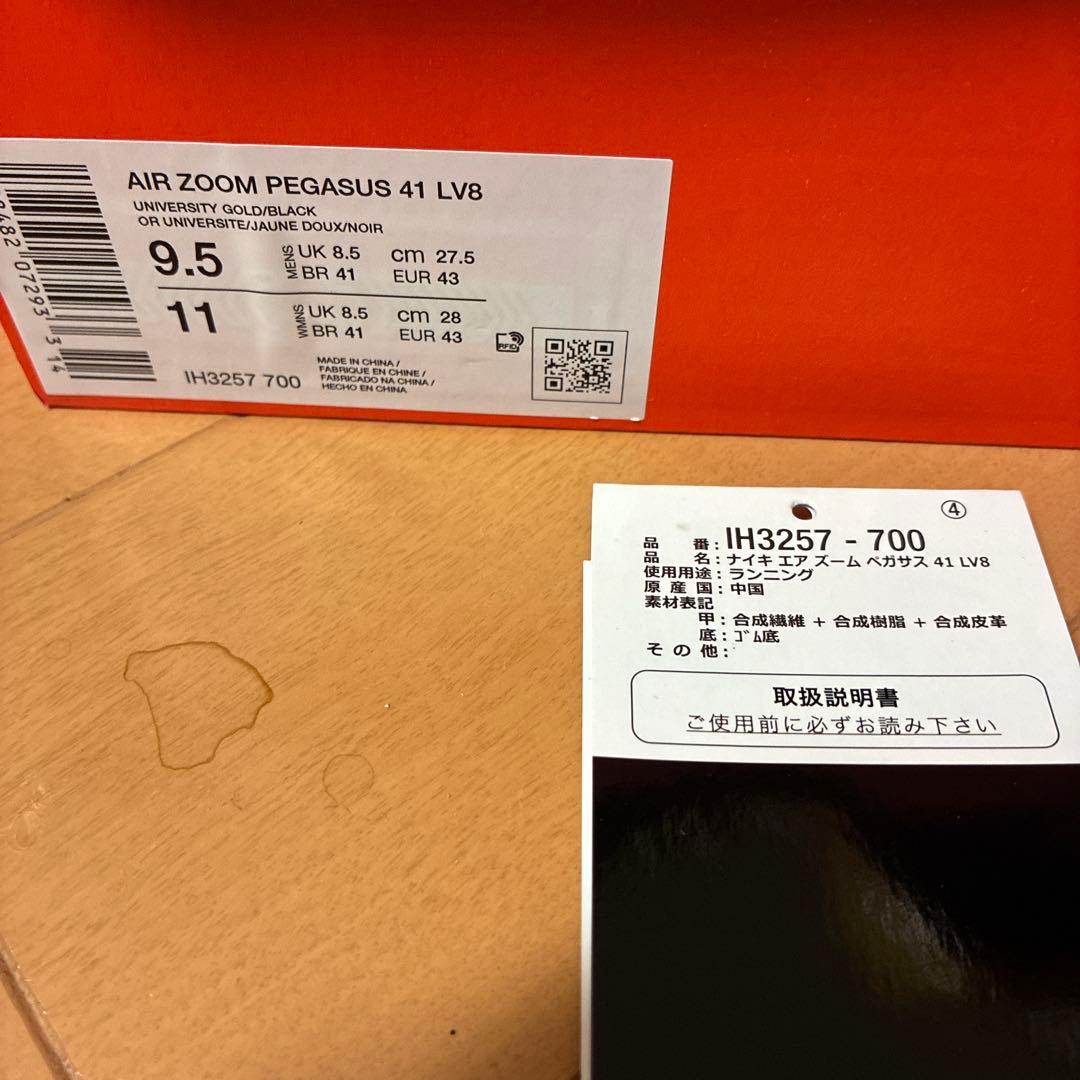 AIR ZOOM PEGASUS 41 LV8
UNIVERSITY GOLD/BLACK
OR UNIVERSITE/JAUNE DOUX/NOIR
9.5 MENS UK 8.5 cm 27.5
BR 41 EUR 43
11 WMNS UK 8.5 cm 28
BR 41 EUR 43
RFID
IH3257 700
MADE IN CHINA /
FABRIQUE EN CHINE /
FABRICADO NA CHINA /
HECHO EN CHINA
07293 314
④
品 番: IH3257 - 700
品 名: ナイキ エア ズーム ペガサス 41 LV8
使用用途: ランニング
原 産 国: 中国
素材表記
甲: 合成繊維 + 合成樹脂 + 合成皮革
底: ゴム底
そ の 他:
取扱説明書
ご使用前に必ずお読み下さい